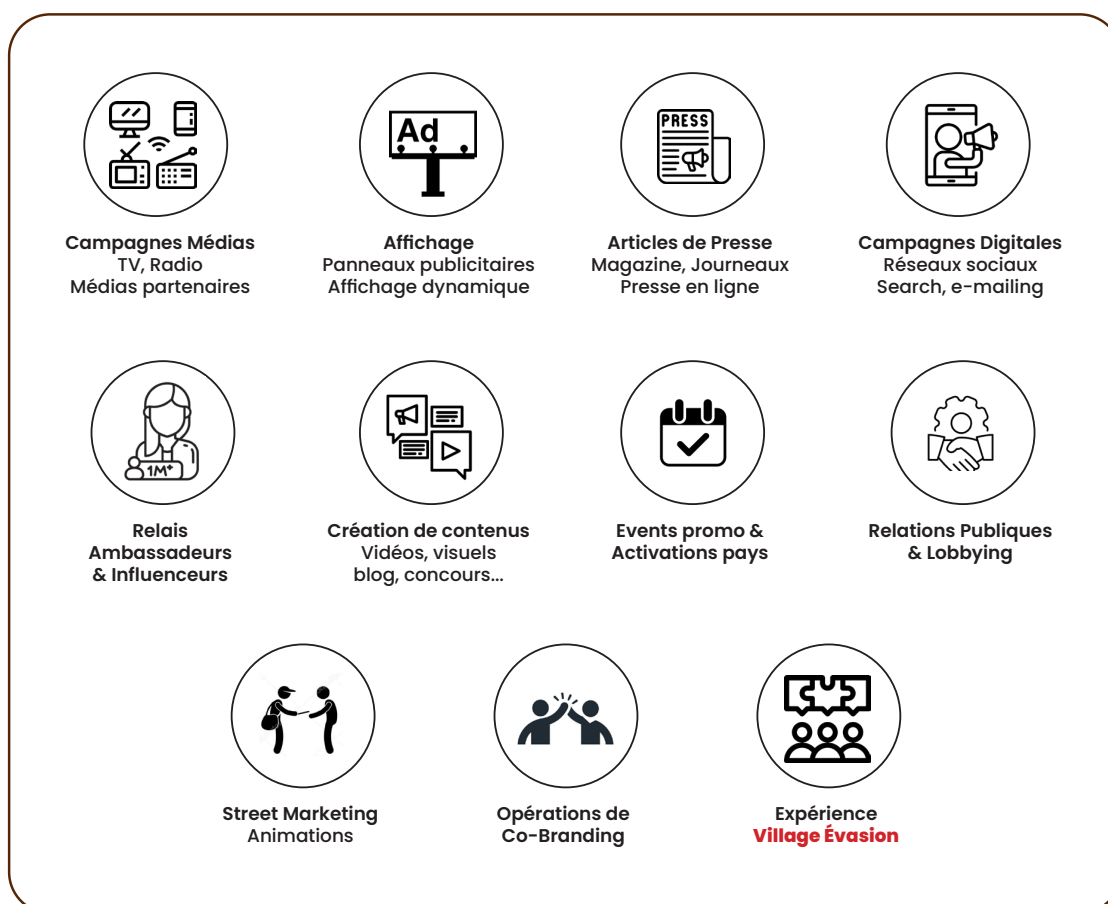 Ad
PRESS
Campagnes Médias
TV, Radio
Médias partenaires
Affichage
Panneaux publicitaires
Affichage dynamique
Articles de Presse
Magazine, Journeaux
Presse en ligne
Campagnes Digitales
Réseaux sociaux
Search, e-mailing
1M+
Relais
Ambassadeurs
& Influenceurs
Création de contenus
Vidéos, visuels
blog, concours...
Events promo &
Activations pays
Relations Publiques
& Lobbying
Street Marketing
Animations
Opérations de
Co-Branding
Expérience
Village Évasion